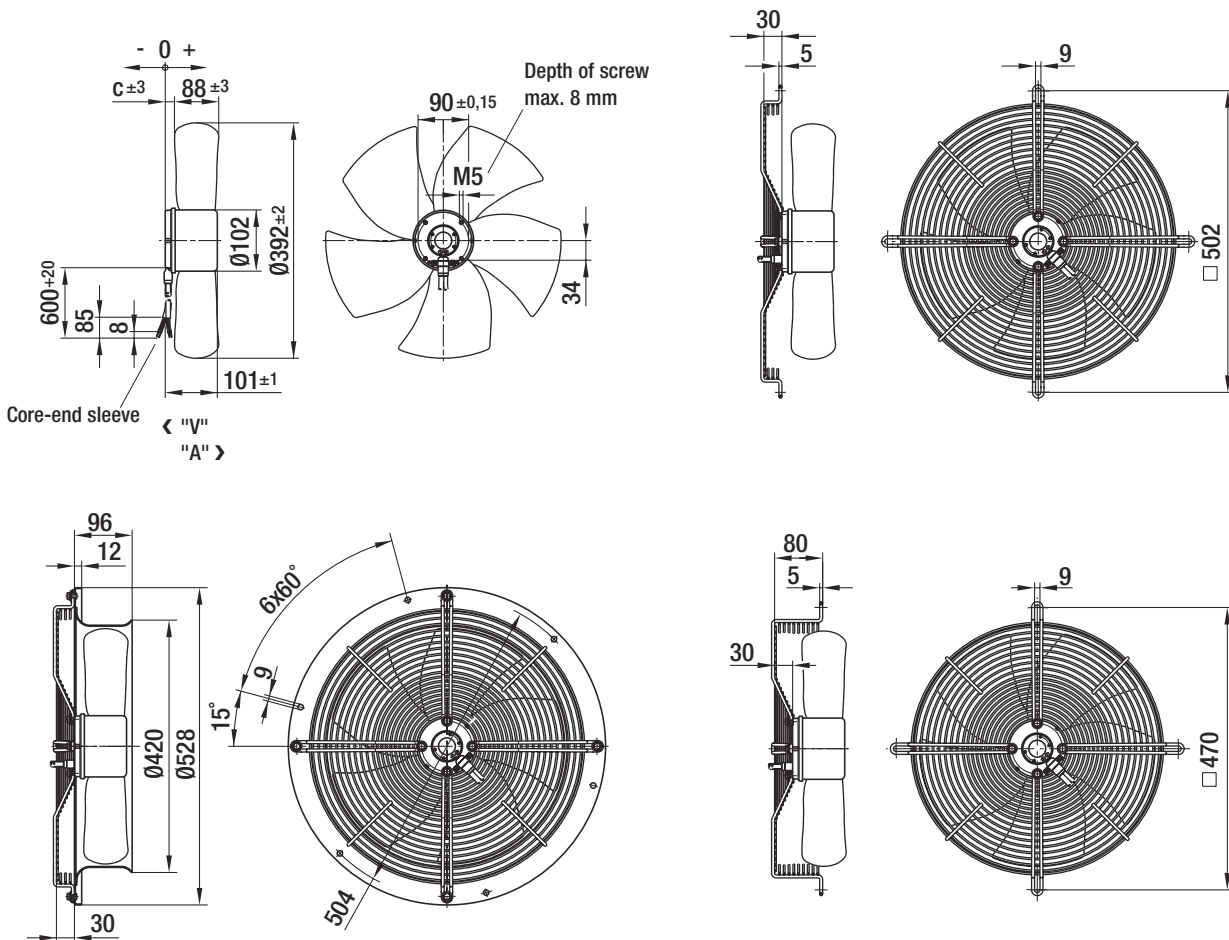 - 0 +
c±3
88±3
Ø102
Ø392±2
600+20
85
8
101±1
Core-end sleeve
❮ "V"
"A" ❯
90±0,15
Depth of screw
max. 8 mm
M5
34
30
5
9
□ 502
96
12
Ø420
Ø528
30
6x60°
9
15°
504
80
5
30
9
□ 470